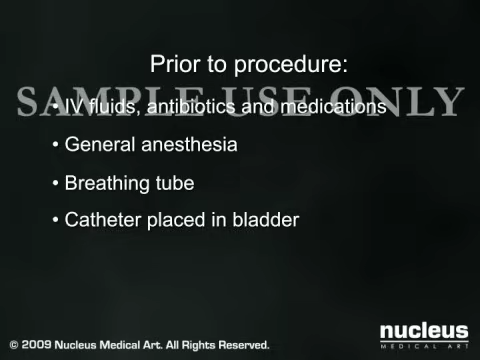 Prior to procedure:
SAMPLE USE ONLY
• IV fluids, antibiotics and medications
• General anesthesia
• Breathing tube
• Catheter placed in bladder
nucleus
MEDICAL ART
© 2009 Nucleus Medical Art. All Rights Reserved.